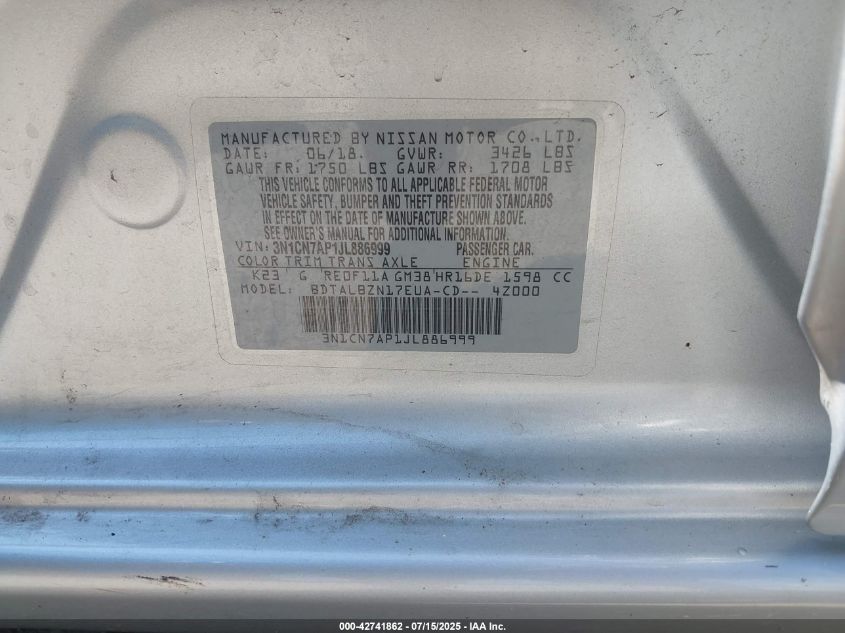 MANUFACTURED BY NISSAN MOTOR CO.,LTD.
DATE: 06/18. GVWR: 3426 LBS
GAWR FR: 1750 LBS GAWR RR: 1708 LBS
THIS VEHICLE CONFORMS TO ALL APPLICABLE FEDERAL MOTOR
VEHICLE SAFETY, BUMPER AND THEFT PREVENTION STANDARDS
IN EFFECT ON THE DATE OF MANUFACTURE SHOWN ABOVE.
SEE OWNER'S MANUAL FOR ADDITIONAL INFORMATION.
VIN: 3N1CN7AP1JL886999 PASSENGER CAR.
COLOR TRIM TRANS AXLE ENGINE
K23 G RE0F11A GM38 HR16DE 1598 CC
MODEL: BDTALBZN17EUA-CD-- 4Z000
3N1CN7AP1JL886999
000-42741862 - 07/15/2025 - IAA Inc.